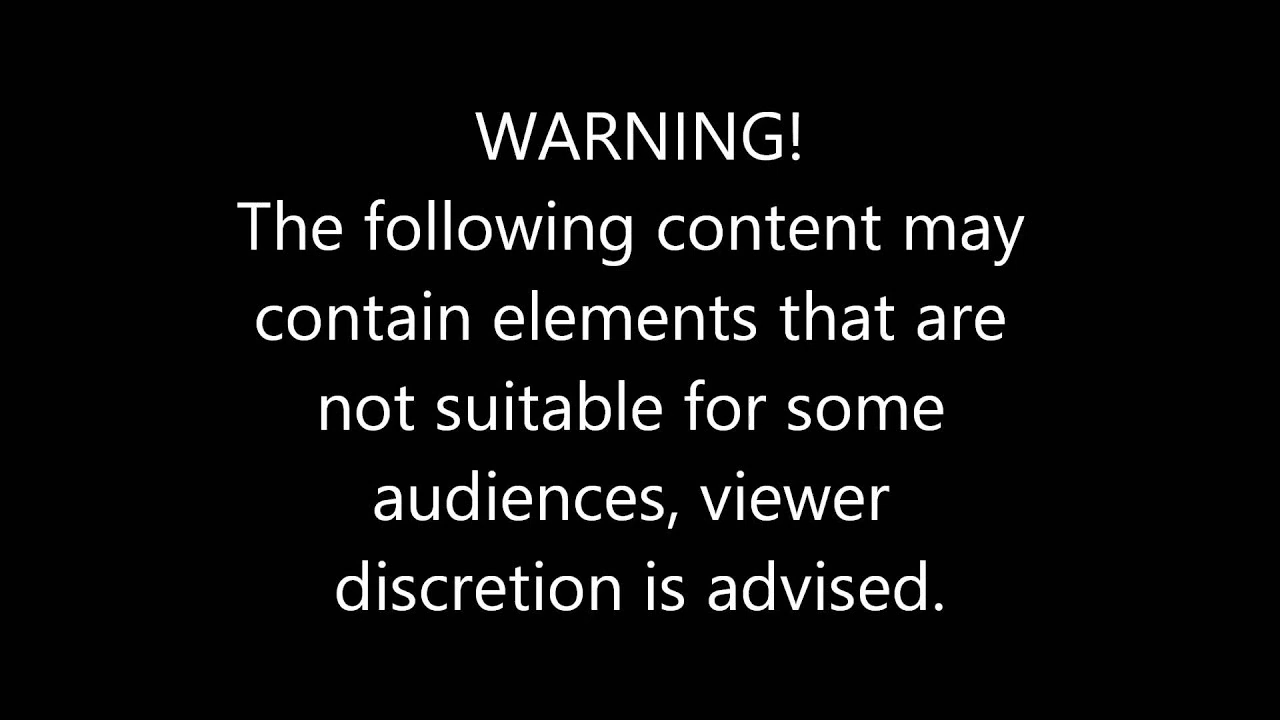 WARNING!
The following content may
contain elements that are
not suitable for some
audiences, viewer
discretion is advised.